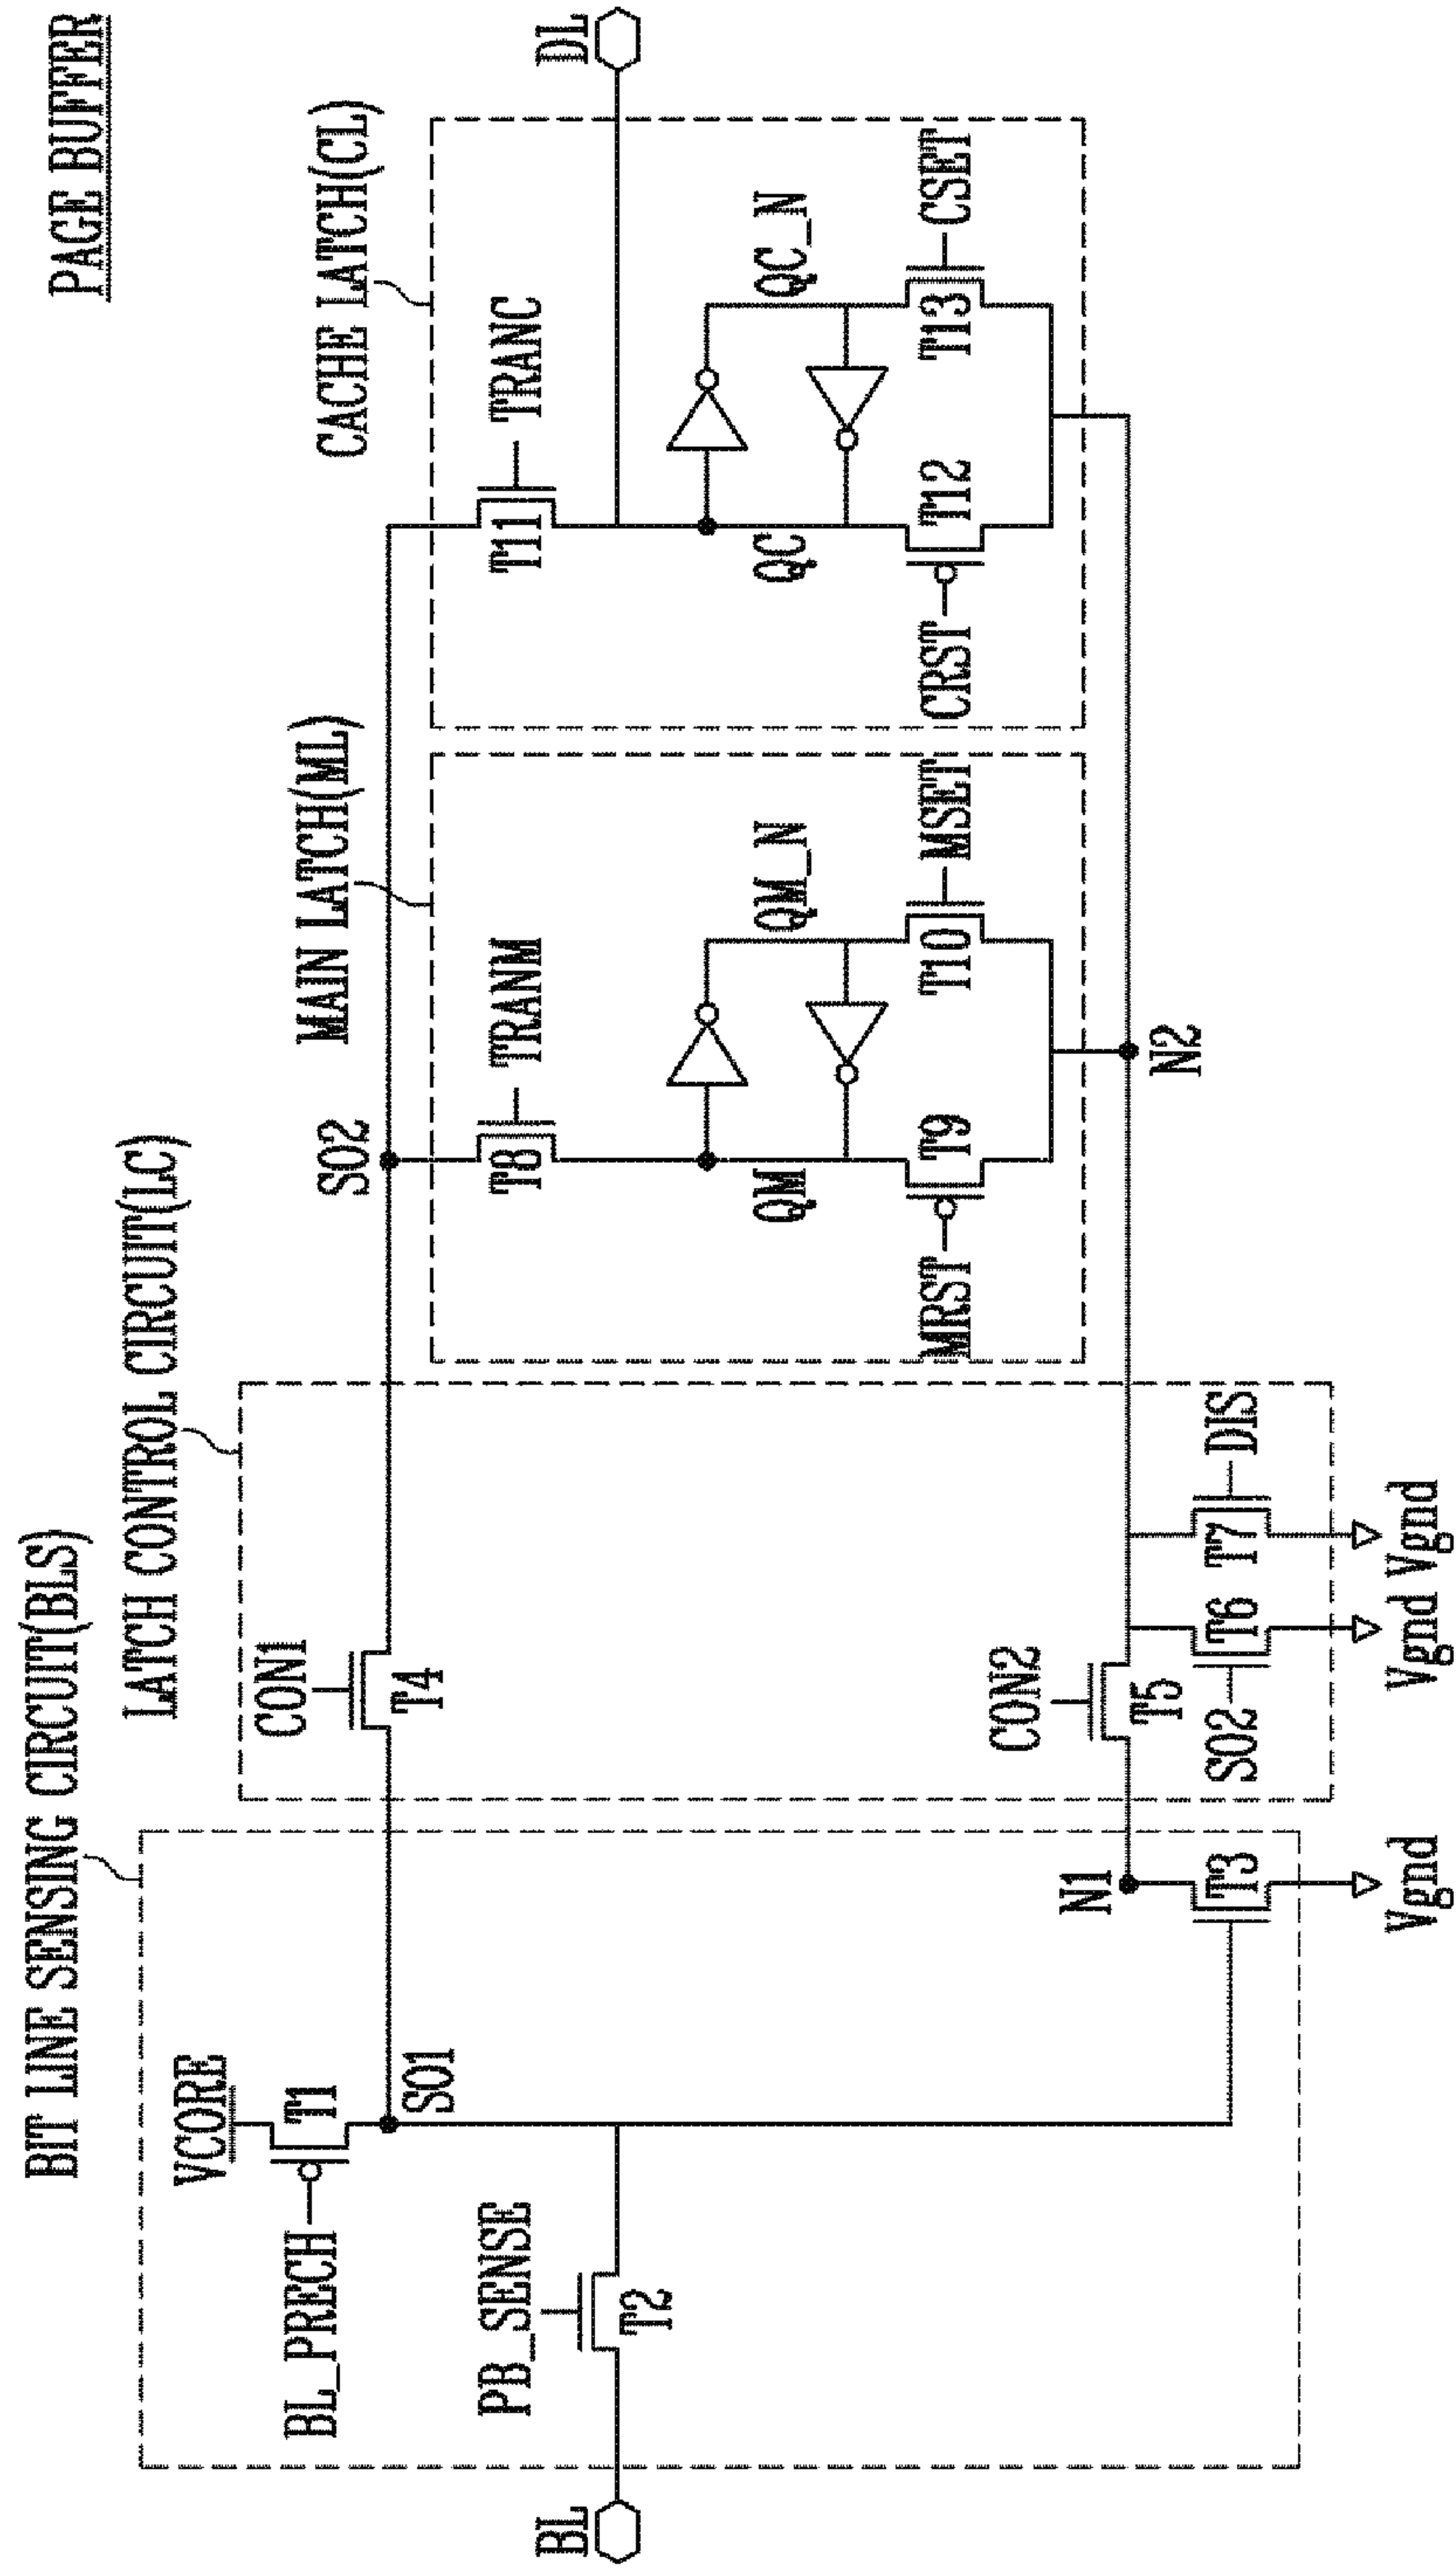 PAGE BUFFER
BIT LINE SENSING CIRCUIT(BLS)
LATCH CONTROL CIRCUIT(LC)
MAIN LATCH(ML)
CACHE LATCH(CL)
VCORE
BL_PRECH
T1
SO1
CON1
T4
SO2
TRANM
T8
TRANC
T11
PB_SENSE
T2
BL
DL
QM
QM_N
QC
QC_N
MRST
T9
T10
MSET
CRST
T12
T13
CSET
N1
CON2
T5
N2
T3
SO2
T6
T7
DIS
Vgnd
Vgnd
Vgnd